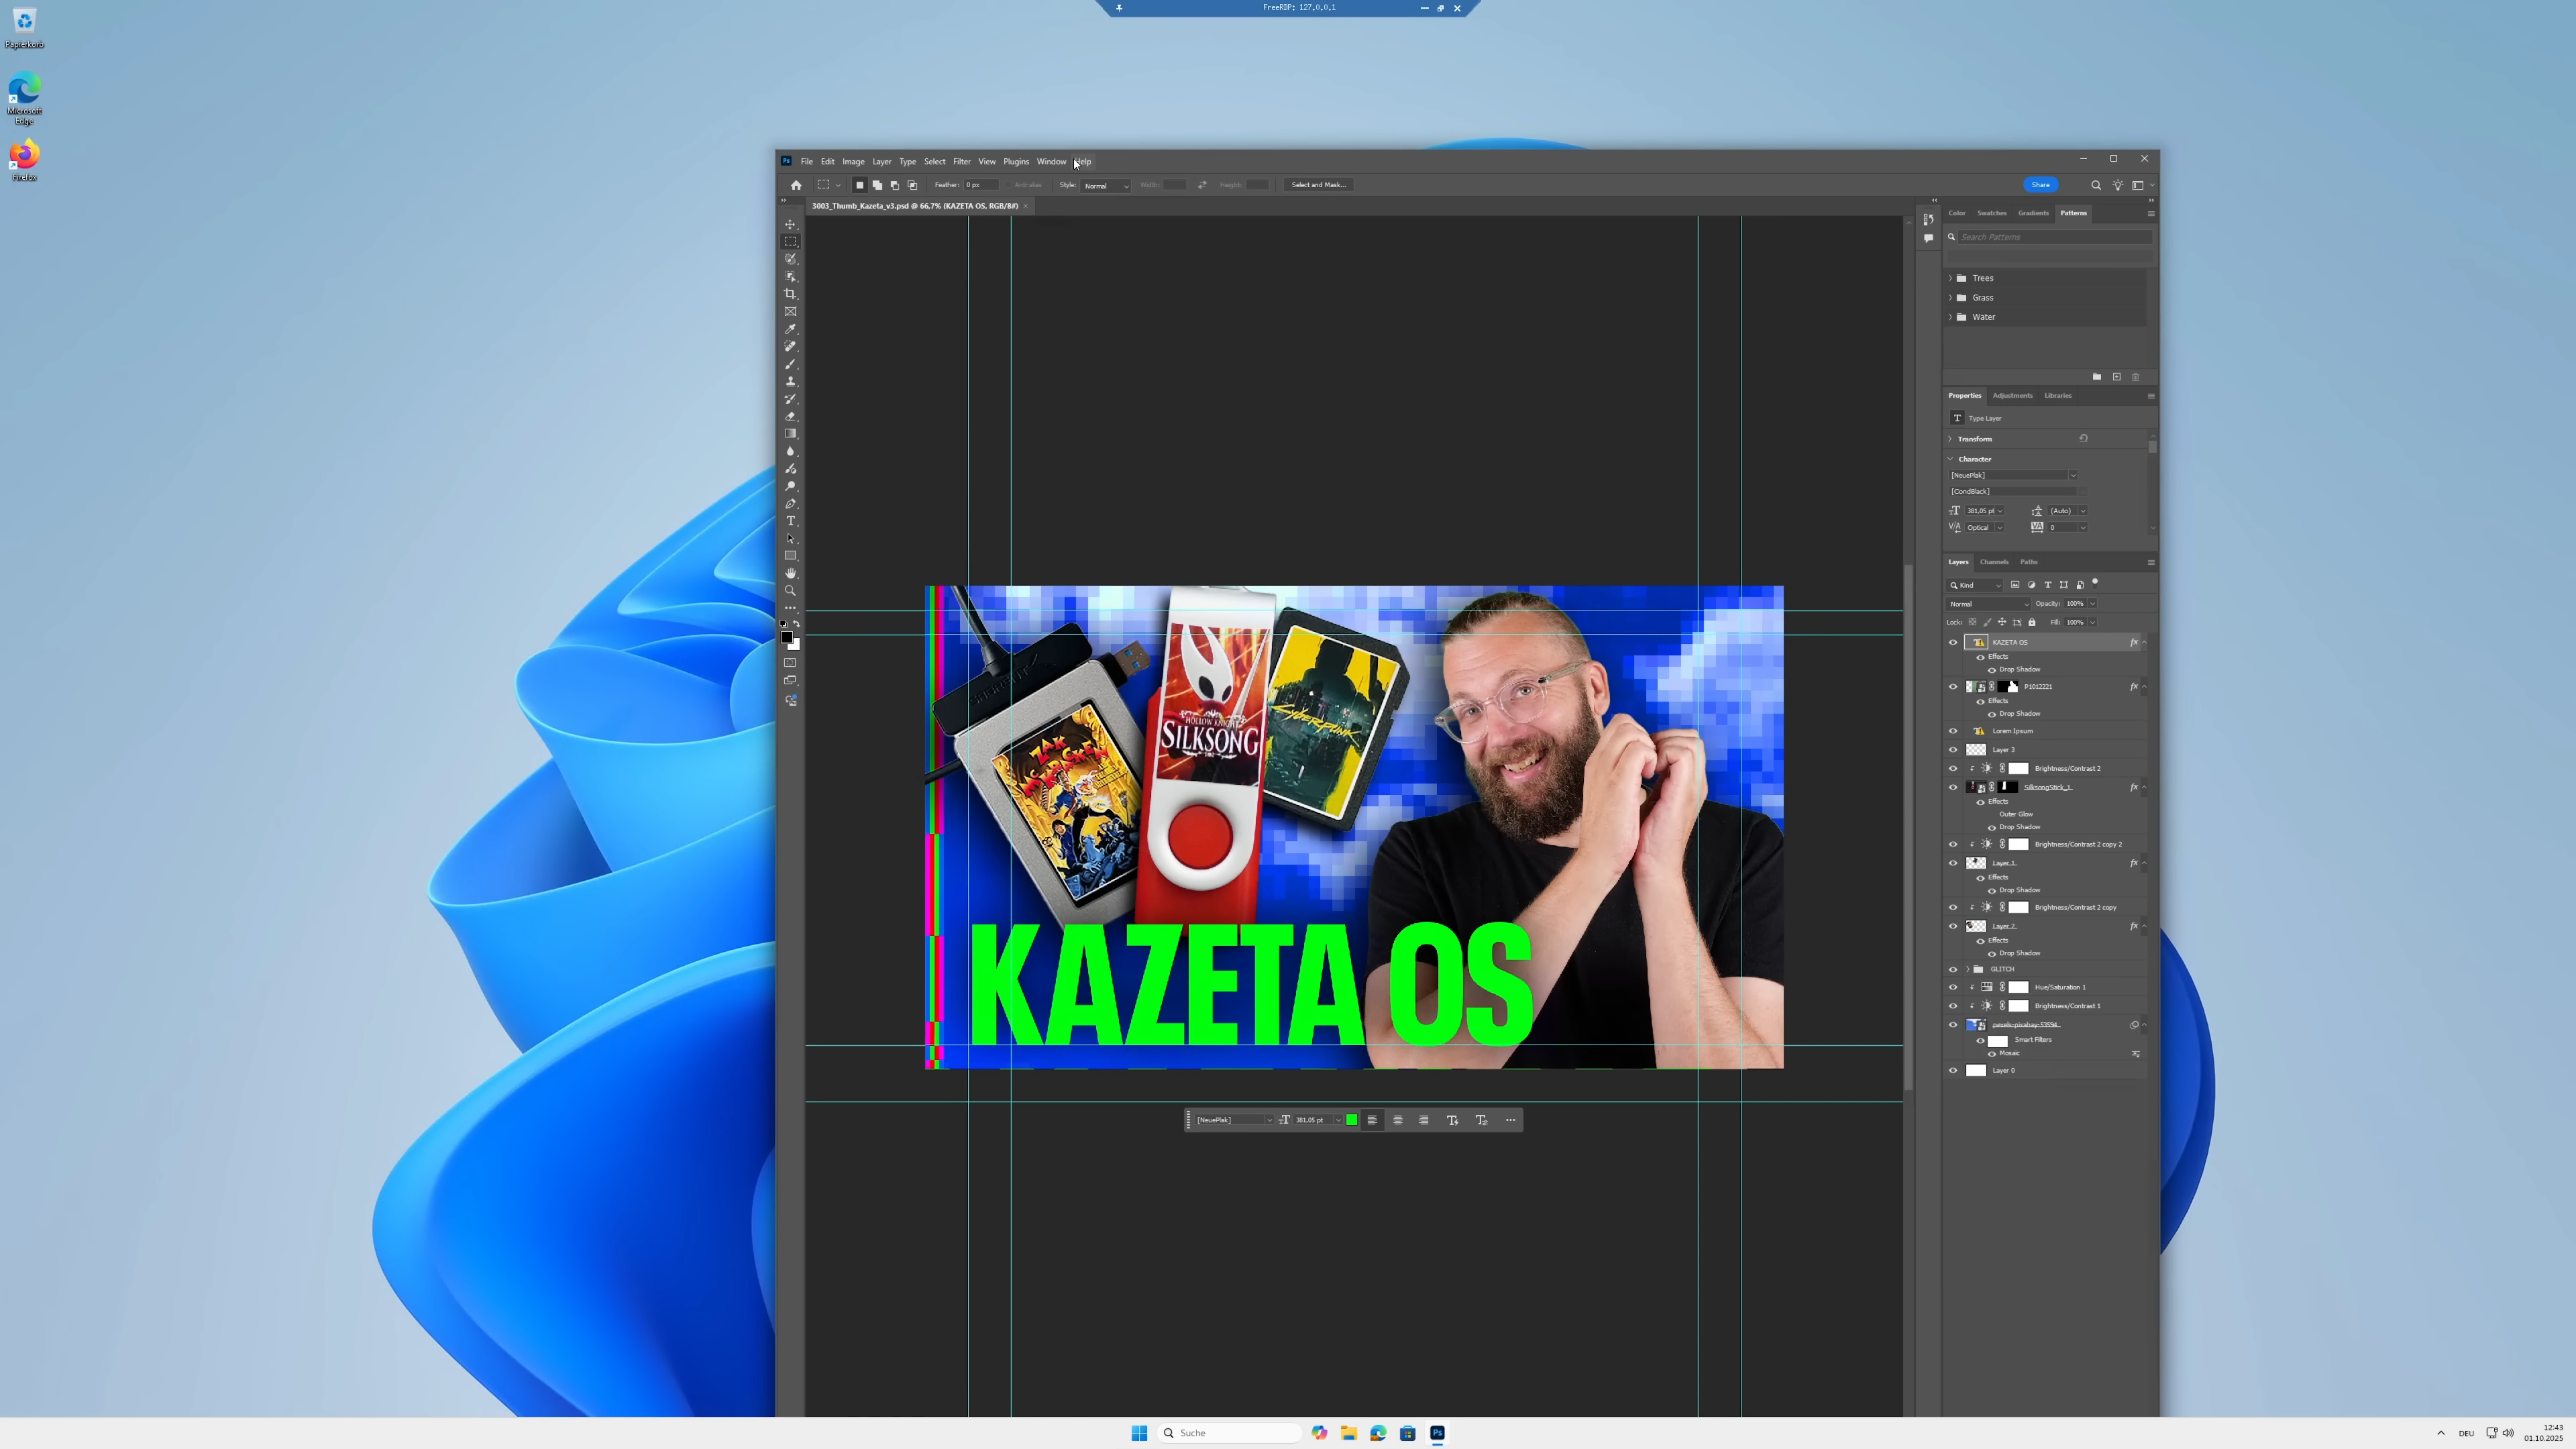 FreeRDP: 127.0.0.1
Papierkorb
Microsoft
Edge
Firefox
Ps
File Edit Image Layer Type Select Filter View Plugins Window Help
Feather: 0 px
Anti-alias
Style: Normal
Width:
Height:
Select and Mask...
Share
3003_Thumb_Kazeta_v3.psd @ 66,7% (KAZETA OS, RGB/8#)
Color Swatches Gradients Patterns
Search Patterns
Trees
Grass
Water
Properties Adjustments Libraries
Type Layer
Transform
Character
[NeuePlak]
[CondBlack]
381,05 pt
(Auto)
Optical
0
Layers Channels Paths
Kind
Normal
Opacity: 100%
Lock:
Fill: 100%
KAZETA OS
Effects
Drop Shadow
P1012221
Effects
Drop Shadow
Lorem Ipsum
Layer 3
Brightness/Contrast 2
SilksongStick_1
Effects
Outer Glow
Drop Shadow
Brightness/Contrast 2 copy 2
Layer 1
Effects
Drop Shadow
Brightness/Contrast 2 copy
Layer 2
Effects
Drop Shadow
GLITCH
Hue/Saturation 1
Brightness/Contrast 1
pexels-pixabay-53594
Smart Filters
Mosaic
Layer 0
ZAK
MCKRACKEN
HOLLOW KNIGHT
SILKSONG
CYBERPUNK
KAZETA OS
[NeuePlak]
381,05 pt
Suche
Ps
DEU
12:43
01.10.2025